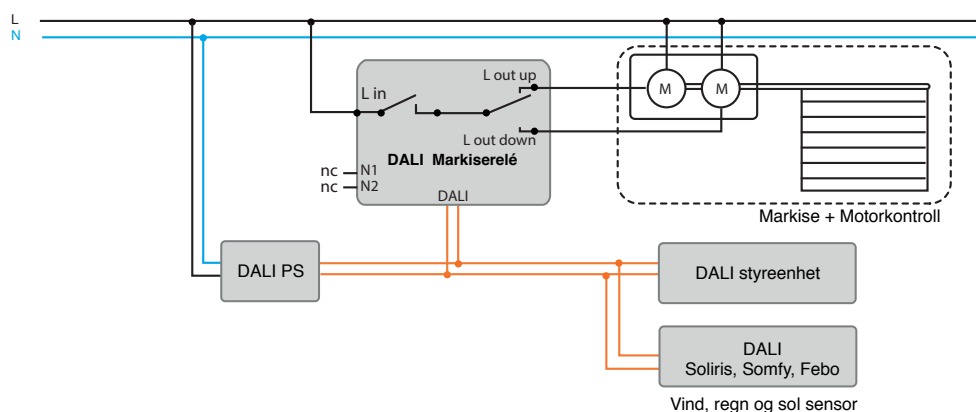 L
N
L out up
L in
M
M
L out down
DALI Markiserelé
nc
N1
nc
N2
DALI
Markise + Motorkontroll
DALI PS
DALI styreenhet
DALI
Soliris, Somfy, Febo
Vind, regn og sol sensor